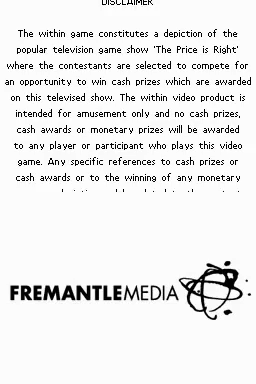 DISCLAIMER
The within game constitutes a depiction of the
popular television game show 'The Price is Right'
where the contestants are selected to compete for
an opportunity to win cash prizes which are awarded
on this televised show. The within video product is
intended for amusement only and no cash prizes,
cash awards or monetary prizes will be awarded
to any player or participant who plays this video
game. Any specific references to cash prizes or
cash awards or to the winning of any monetary
FREMANTLEMEDIA